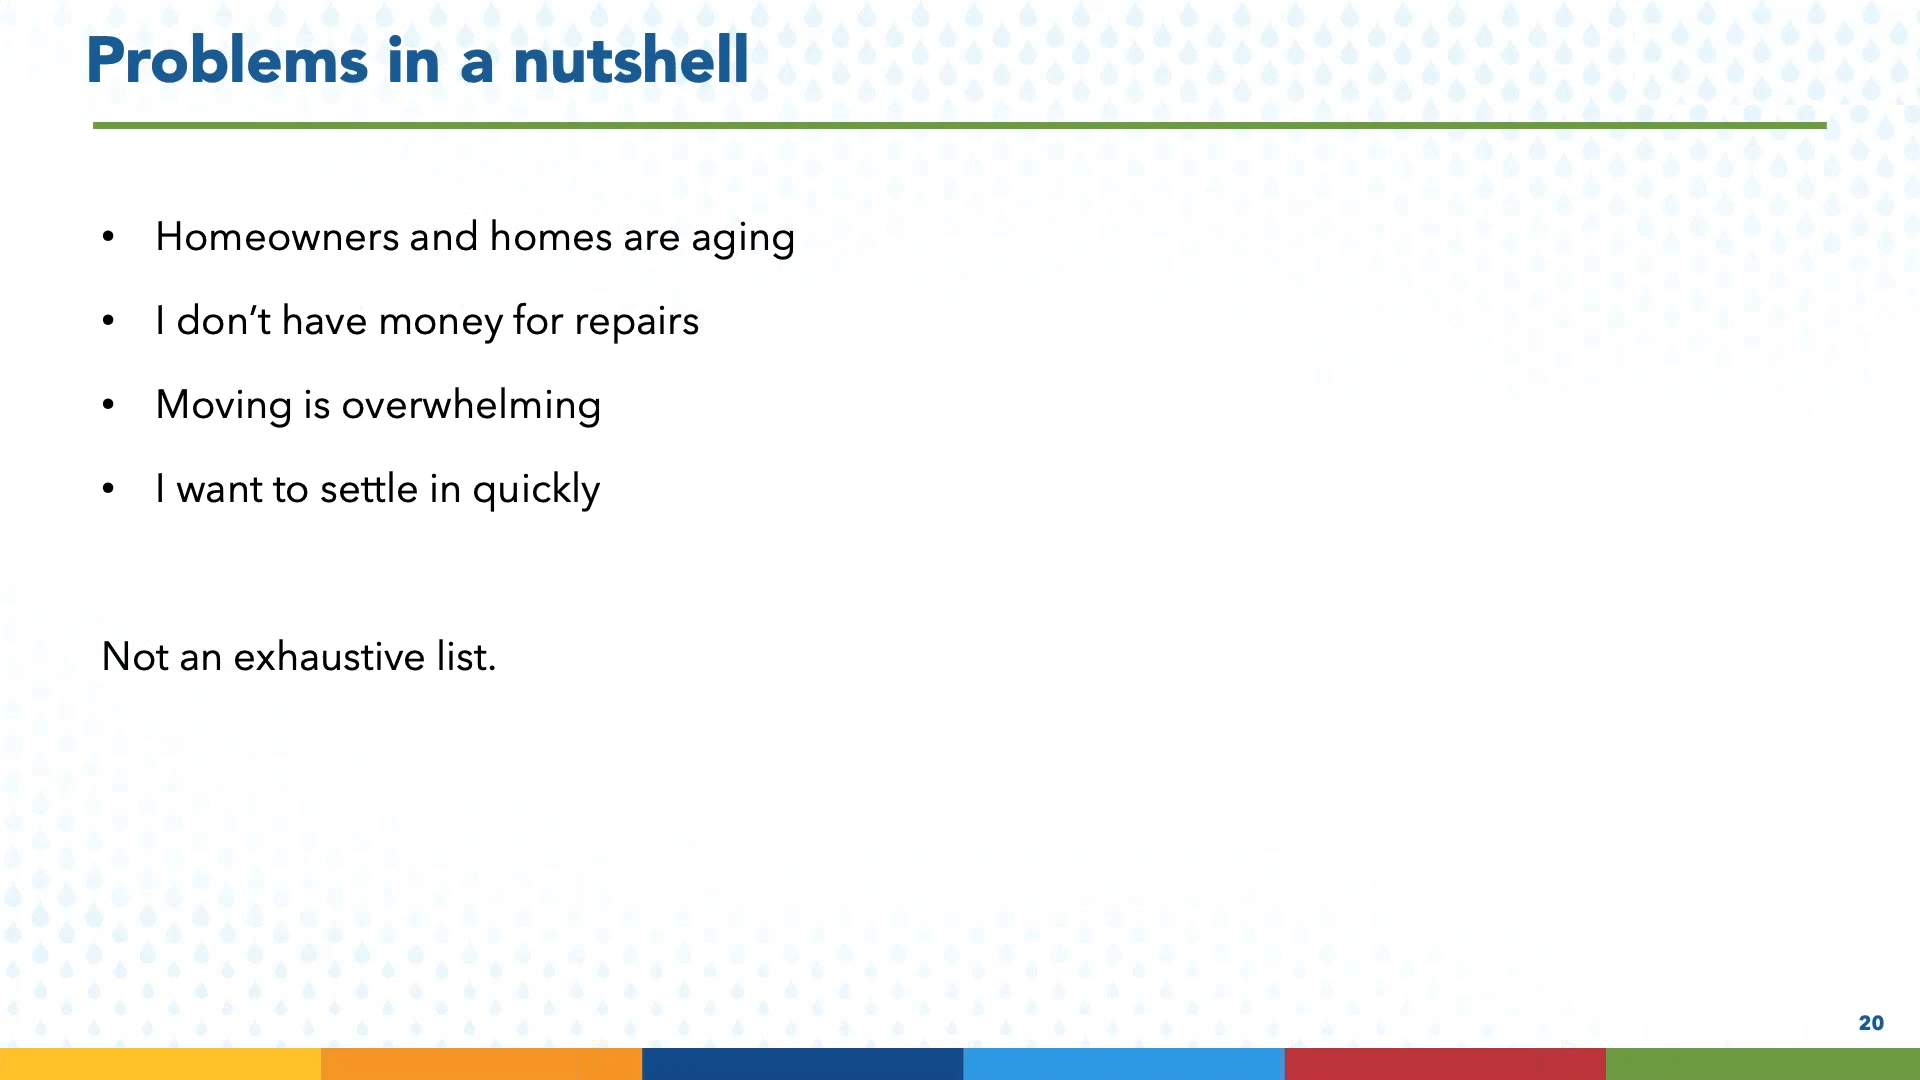 Problems in a nutshell
• Homeowners and homes are aging
• I don’t have money for repairs
• Moving is overwhelming
• I want to settle in quickly
Not an exhaustive list.
20